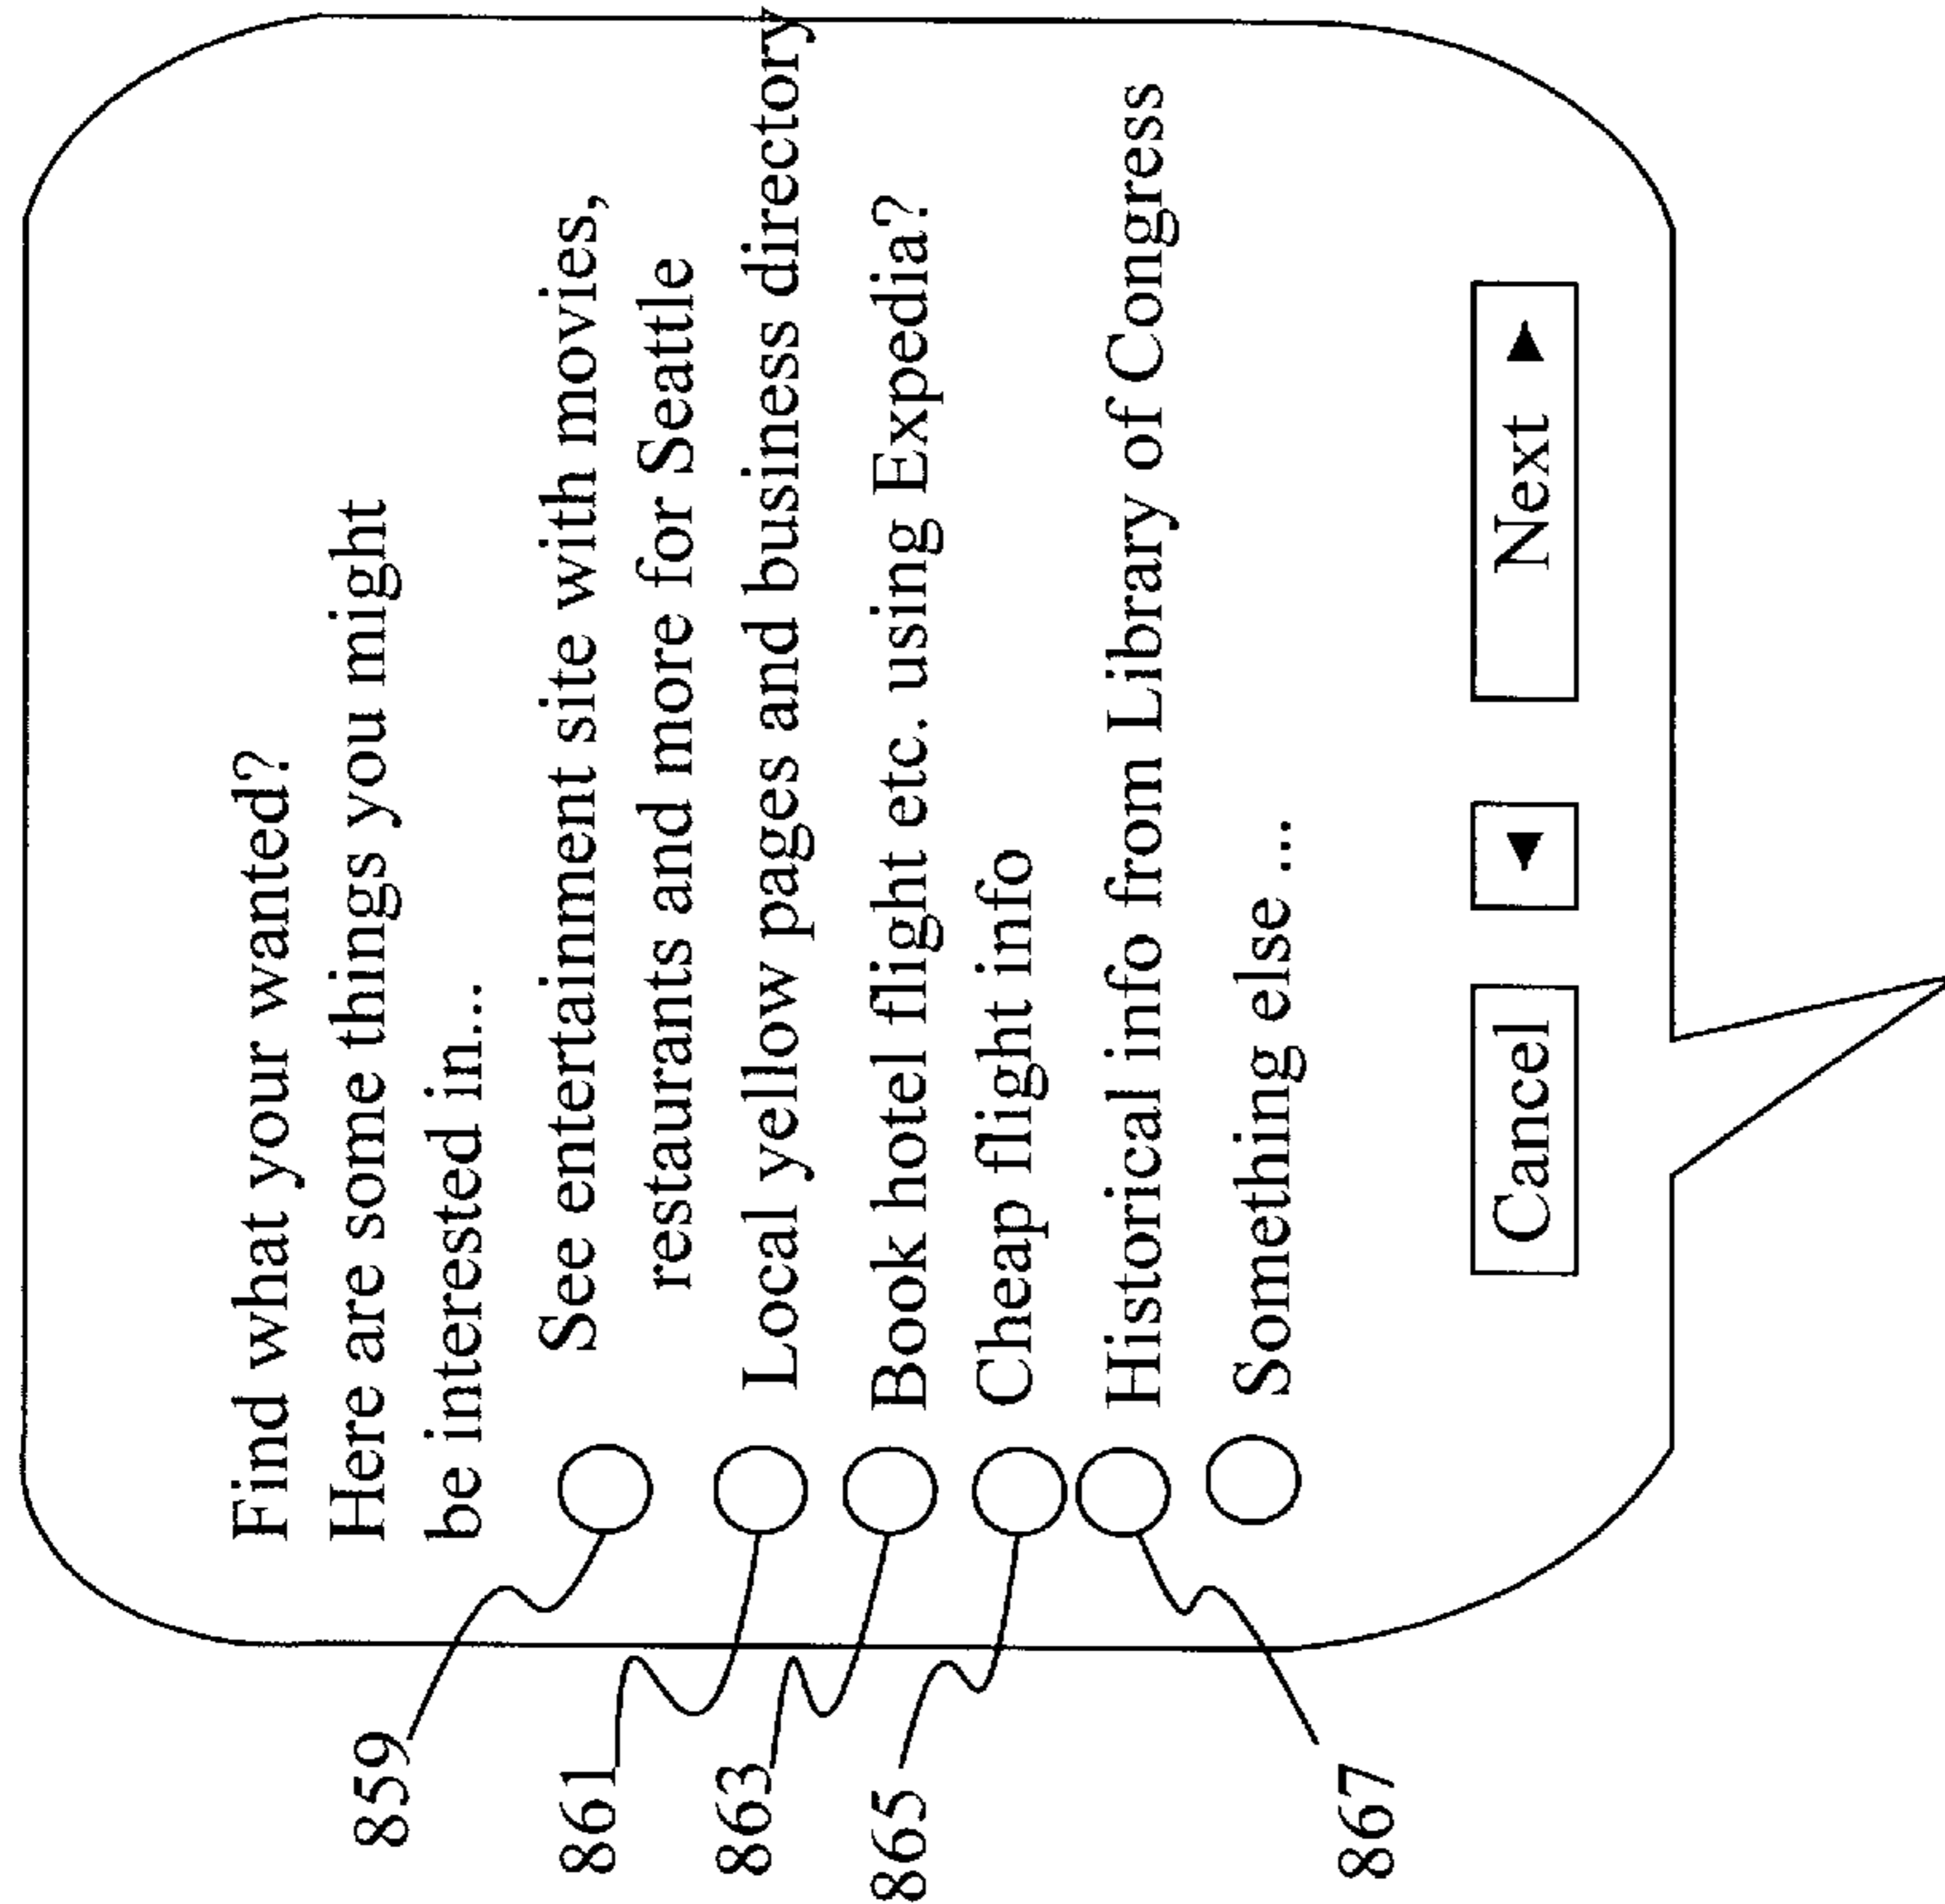 Find what your wanted?
Here are some things you might
be interested in...
859 See entertainment site with movies,
restaurants and more for Seattle
861 Local yellow pages and business directory
863 Book hotel flight etc. using Expedia?
865 Cheap flight info
867 Historical info from Library of Congress
Something else ...
Cancel ◄ Next ►